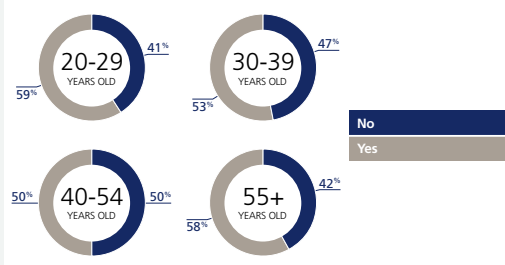 20-29
YEARS OLD
41%
59%
30-39
YEARS OLD
47%
53%
No
Yes
40-54
YEARS OLD
50%
50%
55+
YEARS OLD
42%
58%